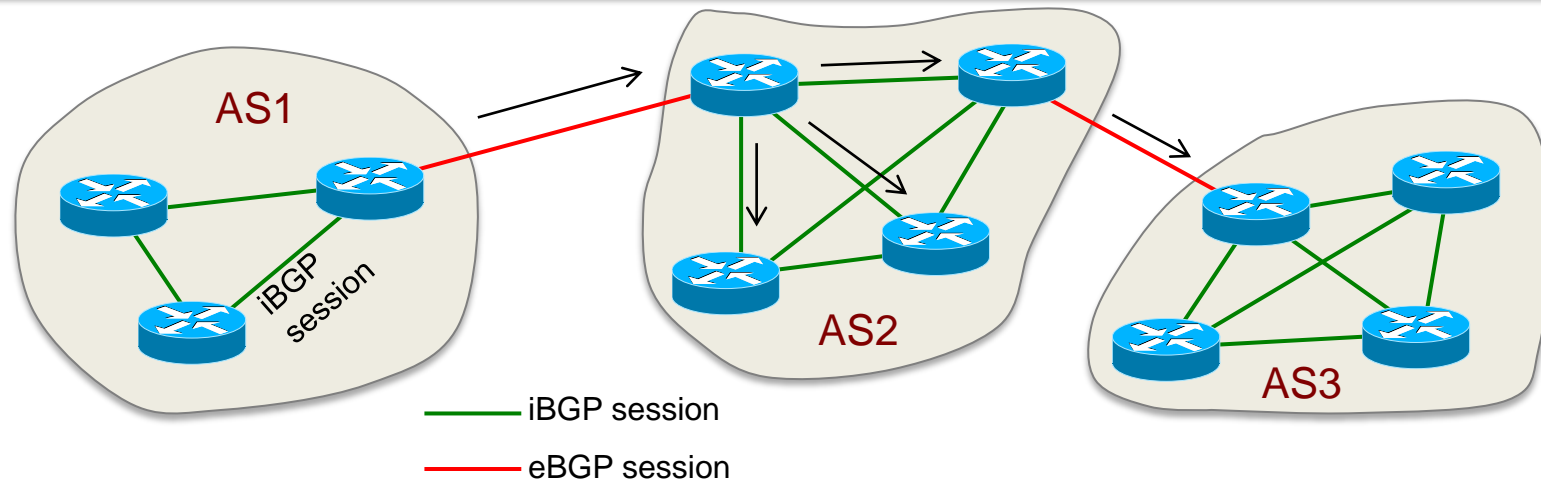 AS1
iBGP
session
AS2
AS3
iBGP session
eBGP session